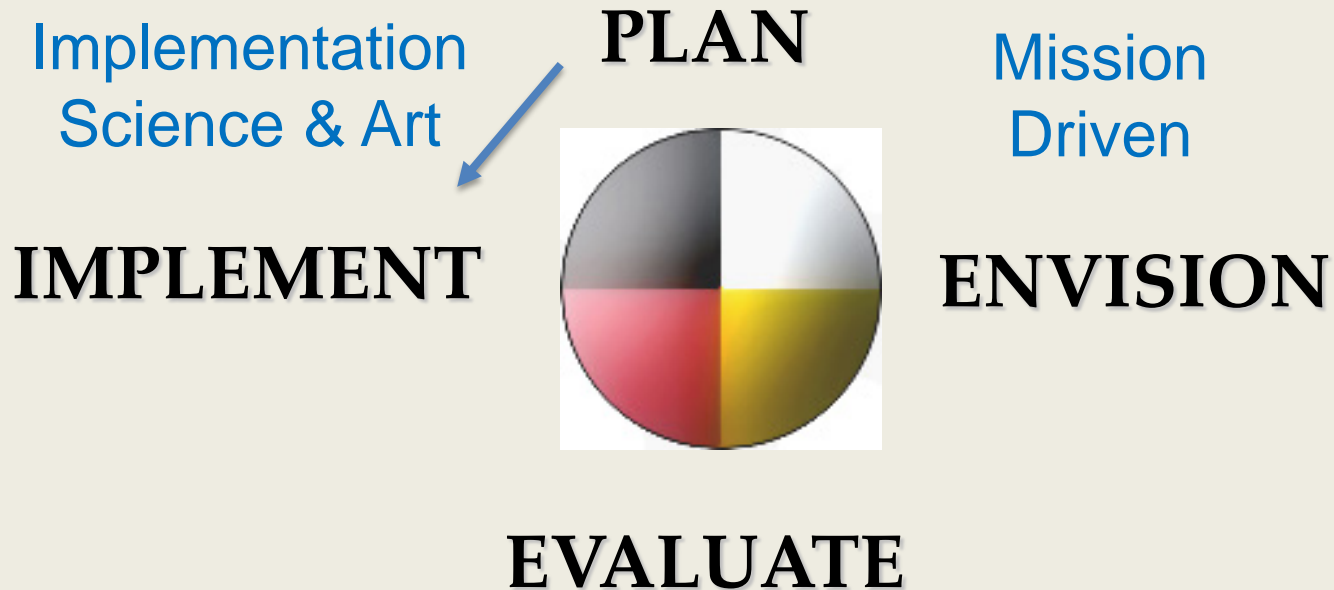 Implementation
Science & Art
PLAN
Mission
Driven
IMPLEMENT
ENVISION
EVALUATE